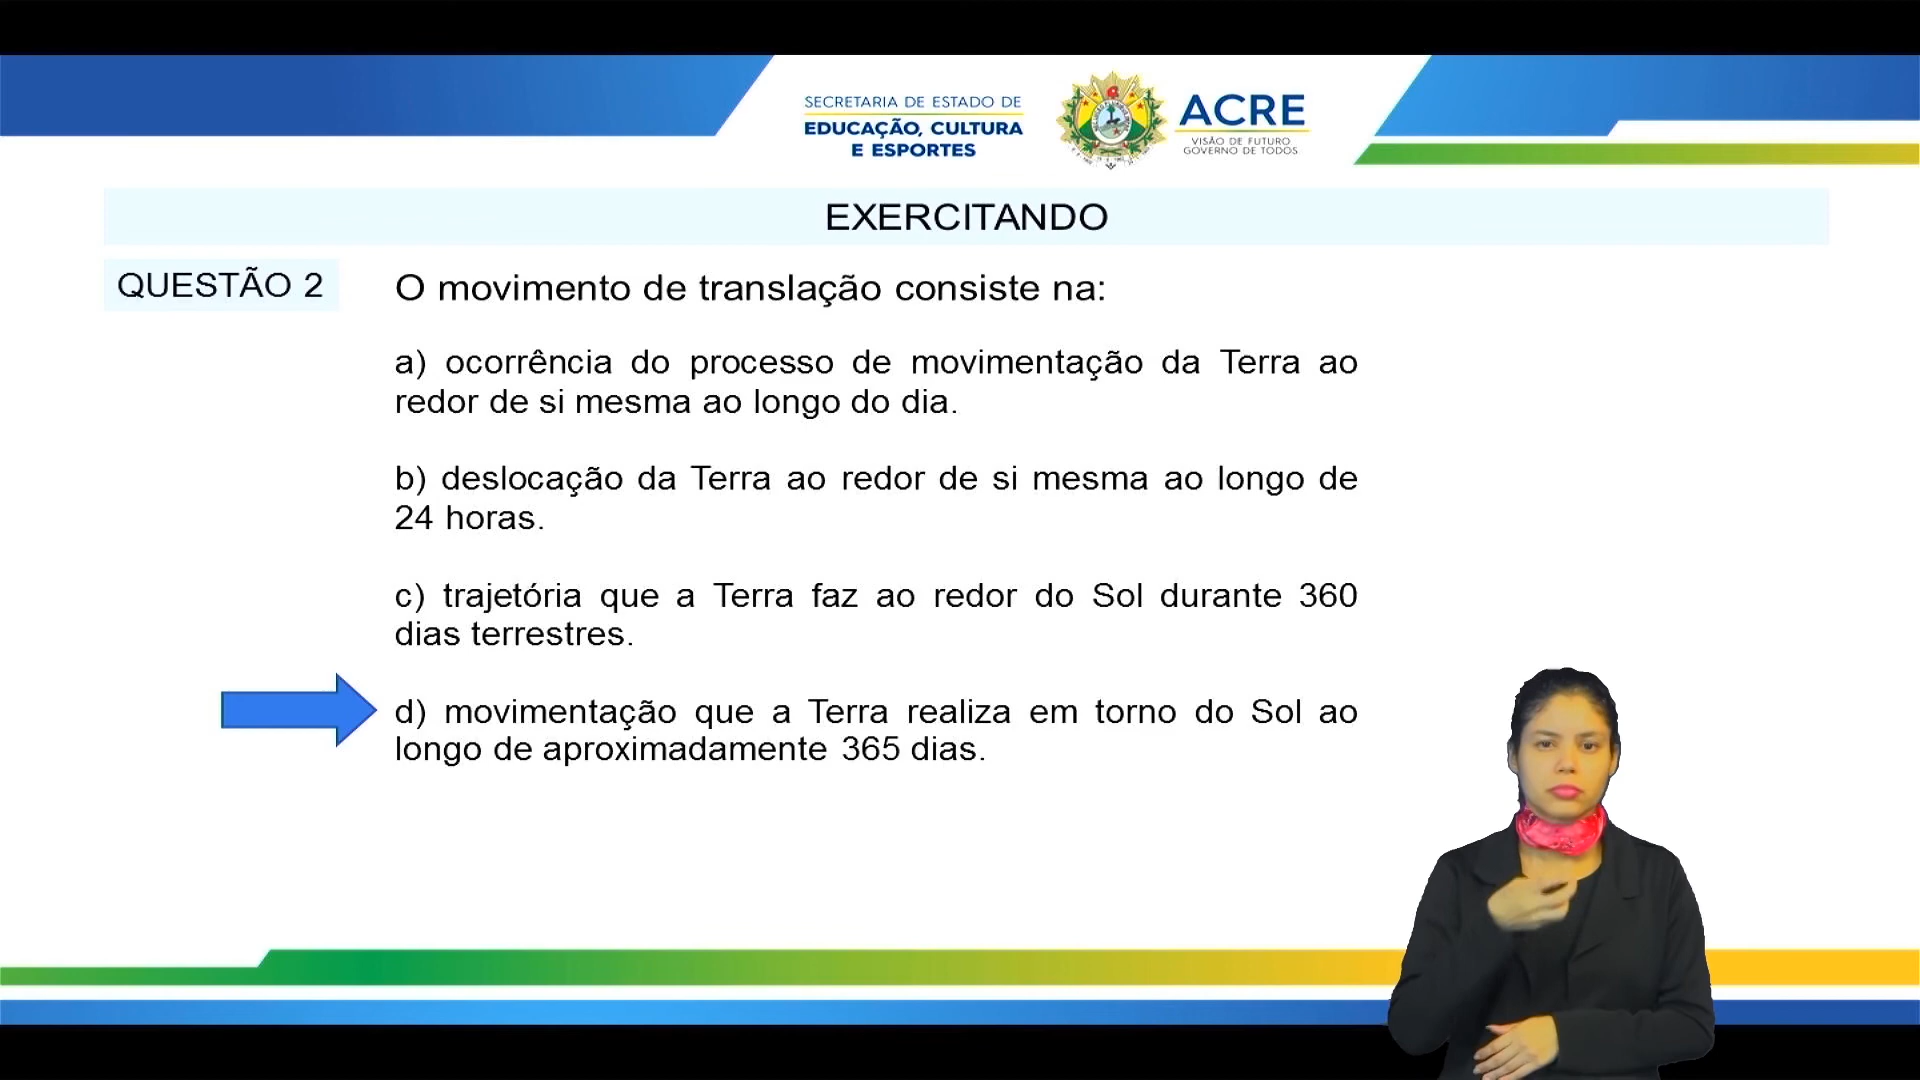 SECRETARIA DE ESTADO DE
EDUCAÇÃO, CULTURA
E ESPORTES
ACRE
VISÃO DE FUTURO
GOVERNO DE TODOS
EXERCITANDO
QUESTÃO 2
O movimento de translação consiste na:
a) ocorrência do processo de movimentação da Terra ao
redor de si mesma ao longo do dia.
b) deslocação da Terra ao redor de si mesma ao longo de
24 horas.
c) trajetória que a Terra faz ao redor do Sol durante 360
dias terrestres.
d) movimentação que a Terra realiza em torno do Sol ao
longo de aproximadamente 365 dias.